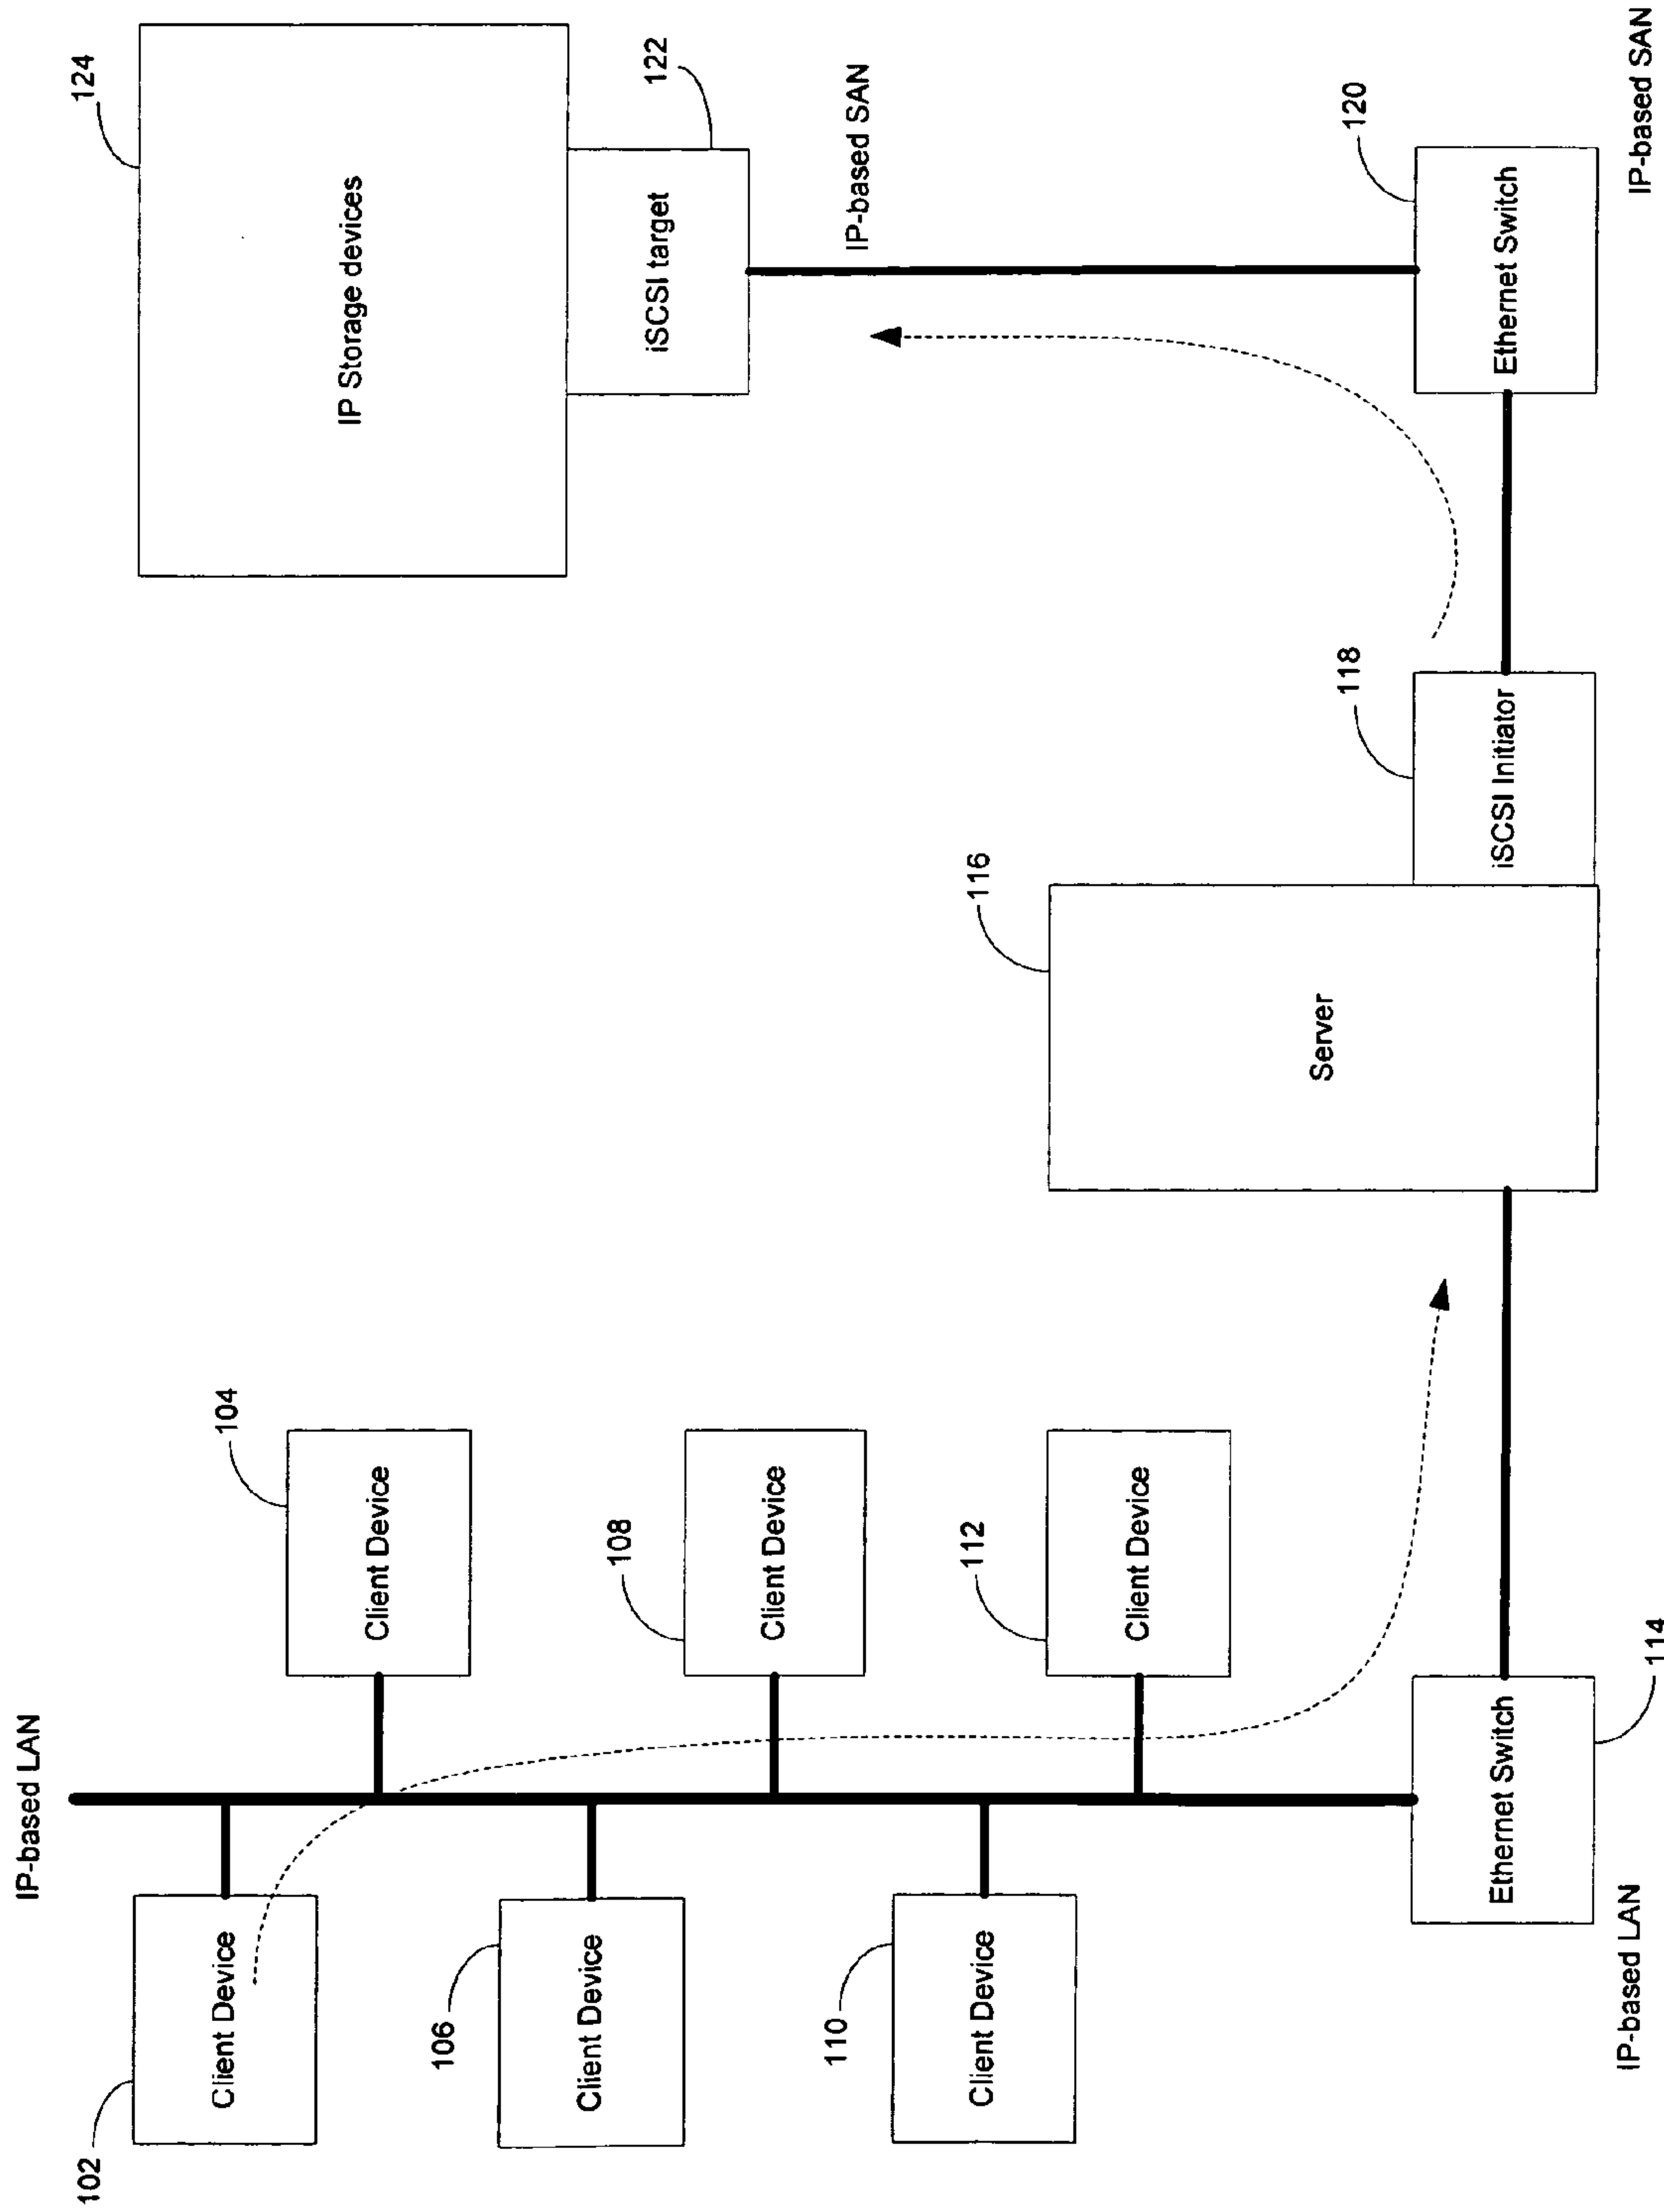 IP-based LAN
102
Client Device
104
Client Device
106
Client Device
108
Client Device
110
Client Device
112
Client Device
Ethernet Switch
114
IP-based LAN
116
Server
118
iSCSI Initiator
120
Ethernet Switch
IP-based SAN
IP-based SAN
122
iSCSI target
124
IP Storage devices